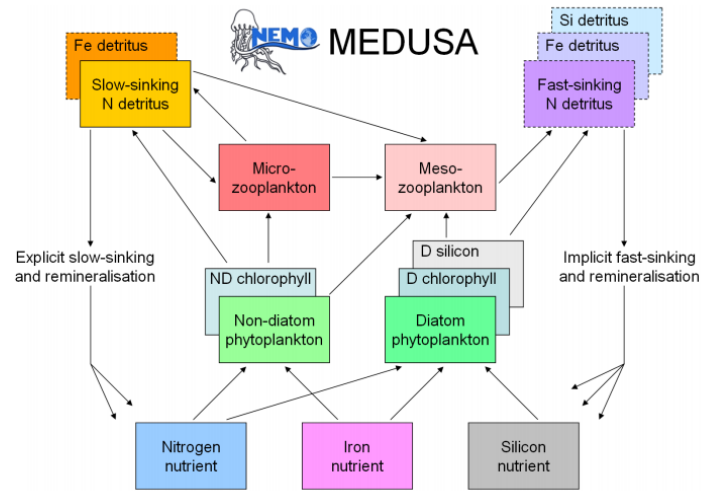 NEMO MEDUSA
Fe detritus
Slow-sinking
N detritus
Si detritus
Fe detritus
Fast-sinking
N detritus
Micro-
zooplankton
Meso-
zooplankton
Explicit slow-sinking
and remineralisation
Implicit fast-sinking
and remineralisation
ND chlorophyll
Non-diatom
phytoplankton
D silicon
D chlorophyll
Diatom
phytoplankton
Nitrogen
nutrient
Iron
nutrient
Silicon
nutrient